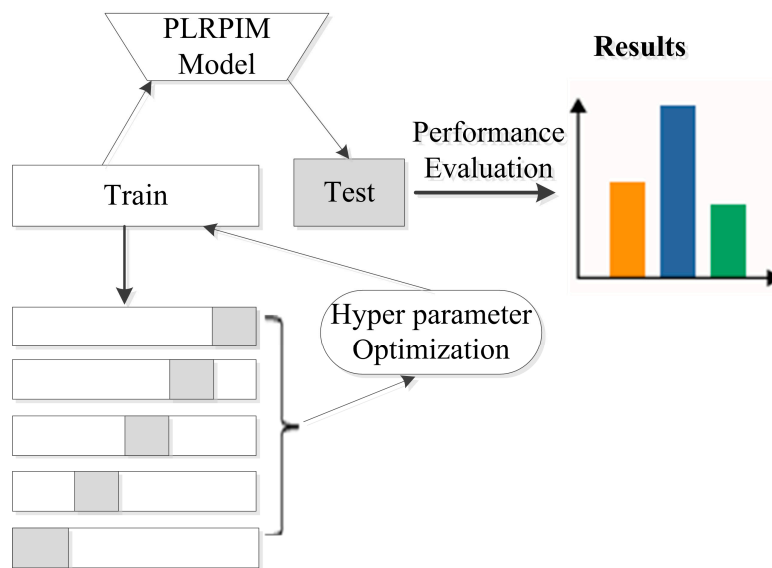 PLRPIM
Model
Results
Performance
Evaluation
Train
Test
Hyper parameter
Optimization